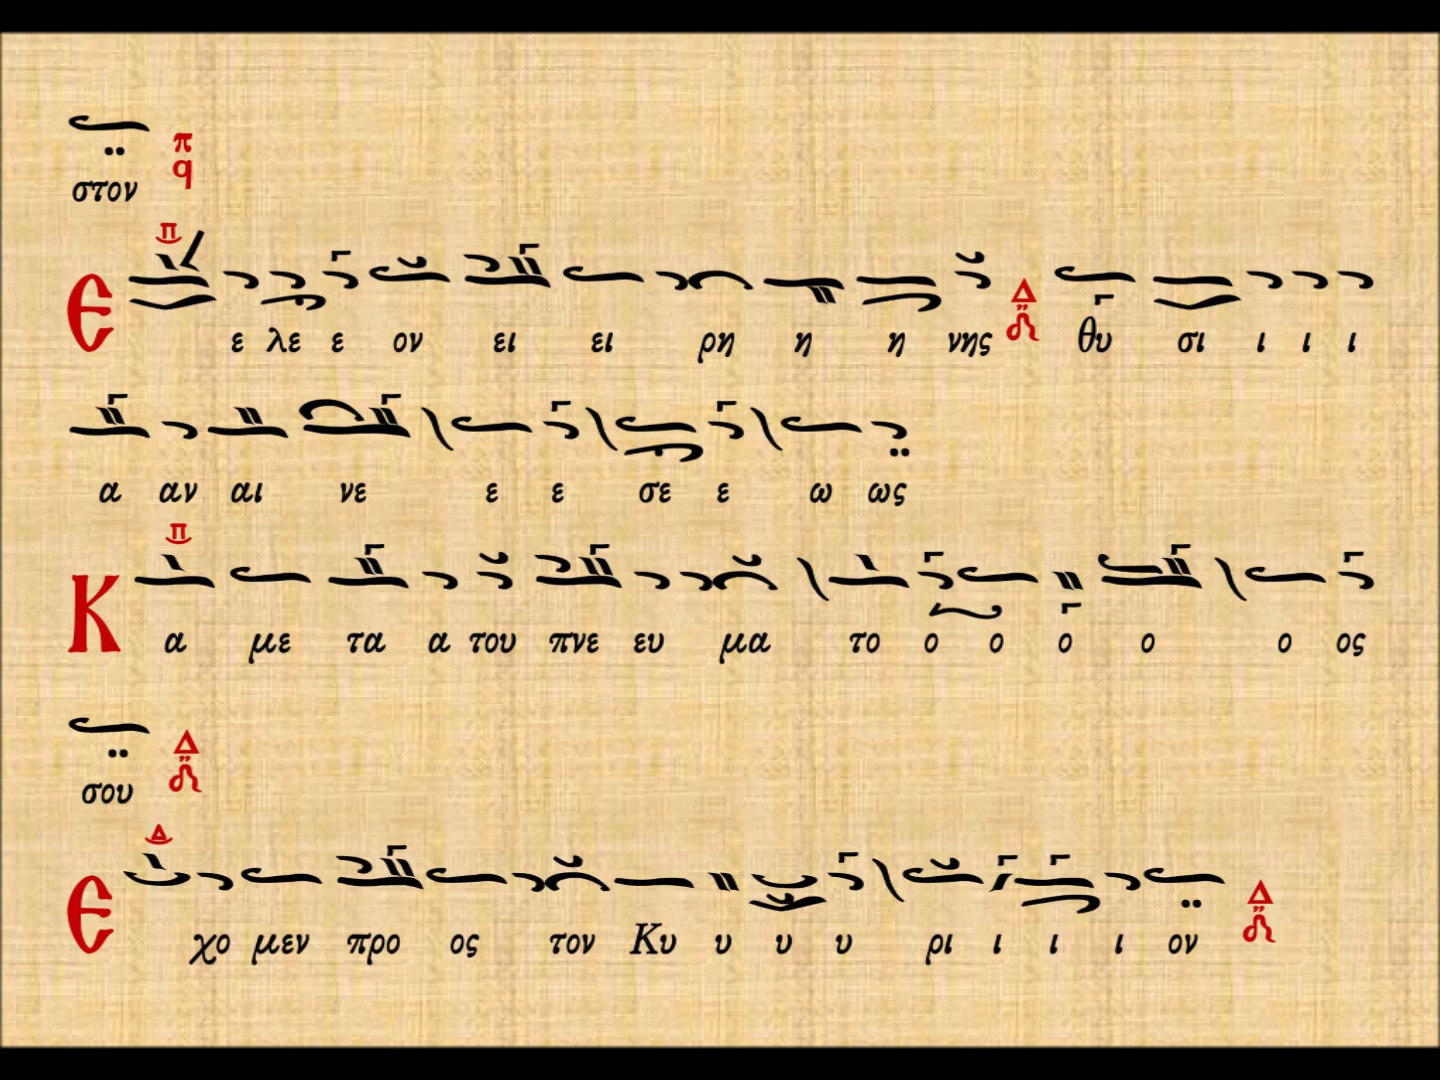 στον π q
π
Ε ε λε ε ον ει ει ρη η η νης Δ θυ σι ι ι ι
α αν αι νε ε ε σε ε ω ως
π
Κ α με τα α του πνε ευ μα το ο ο ο ο ο ος
σου Δ
Δ
Ε χο μεν προ ος τον Κυ υ υ υ ρι ι ι ι ον Δ